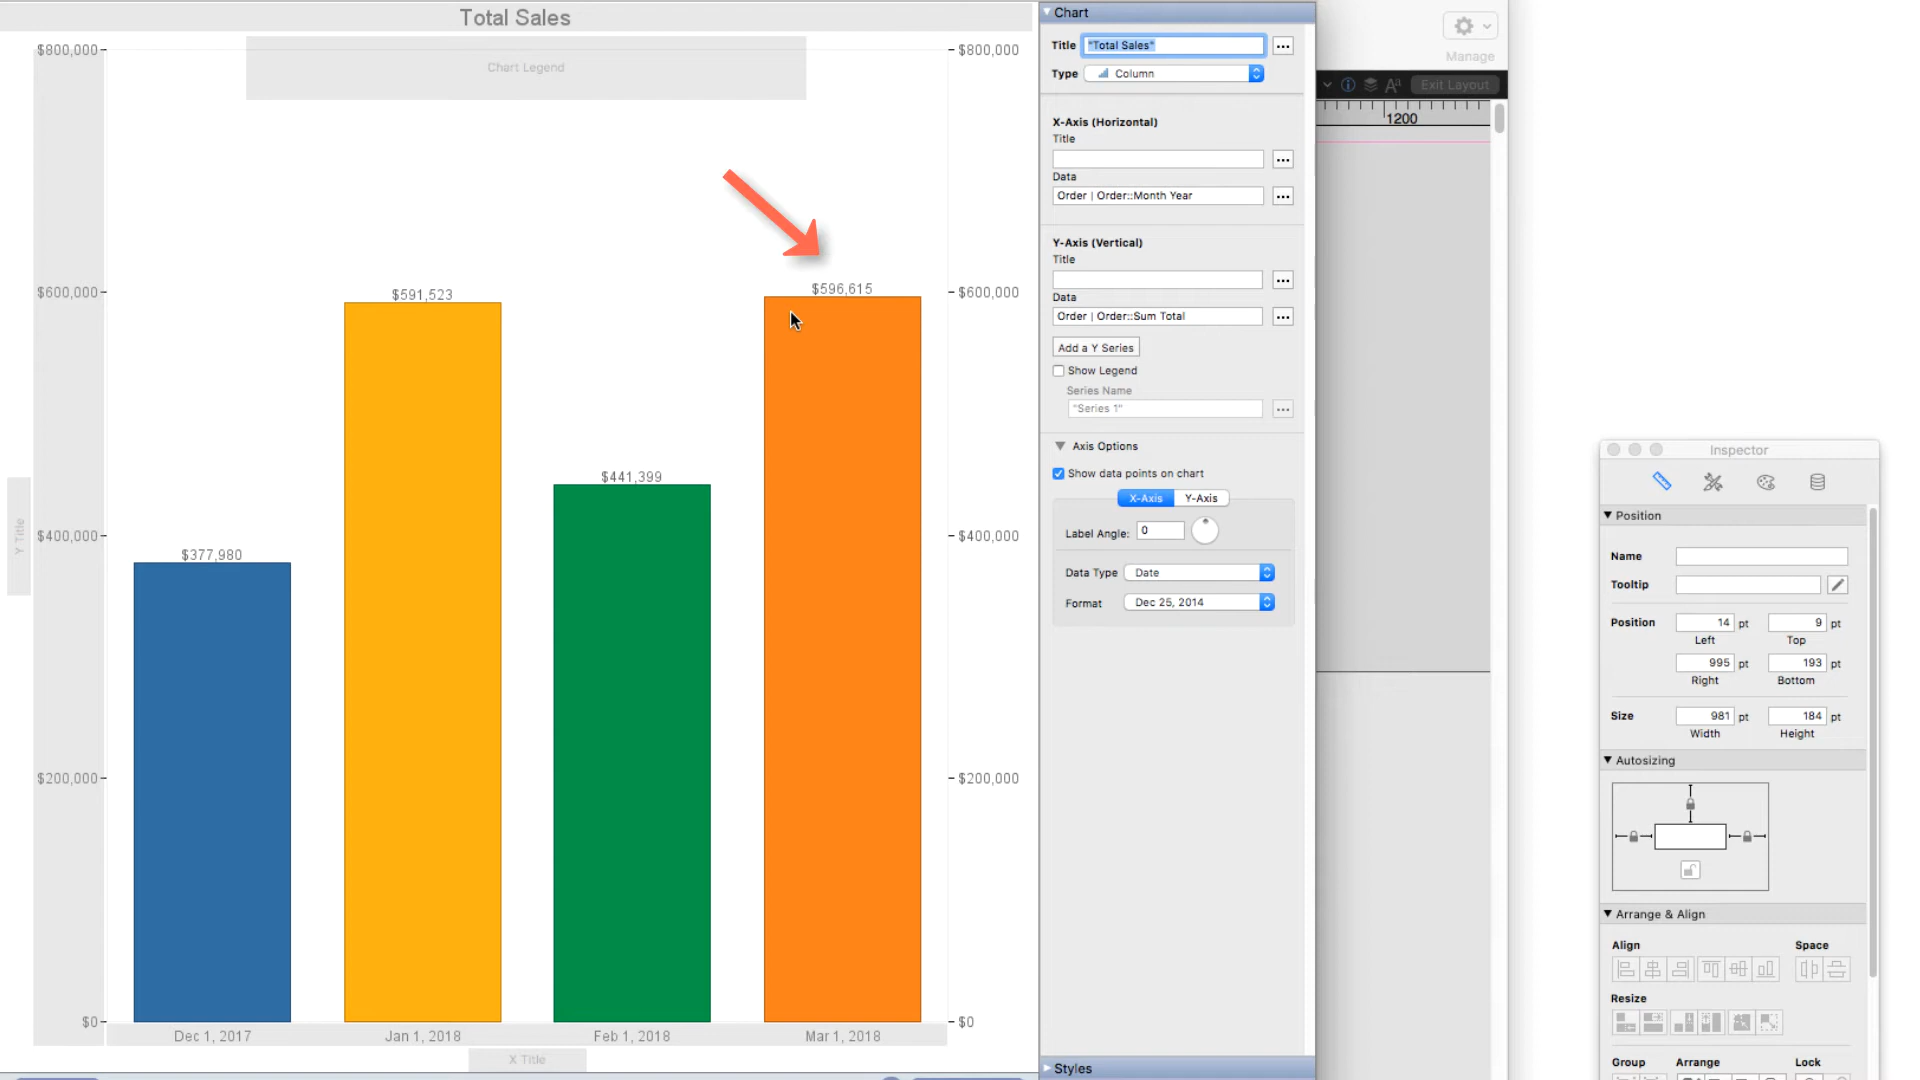 Total Sales
Chart Legend
$800,000
$600,000
$400,000
$200,000
$0
Y Title
$377,980
$591,523
$441,399
$596,615
$800,000
$600,000
$400,000
$200,000
$0
Dec 1, 2017
Jan 1, 2018
Feb 1, 2018
Mar 1, 2018
X Title
Chart
Title "Total Sales" ...
Type Column
X-Axis (Horizontal)
Title
...
Data
Order | Order::Month Year ...
Y-Axis (Vertical)
Title
...
Data
Order | Order::Sum Total ...
Add a Y Series
Show Legend
Series Name
"Series 1" ...
Axis Options
Show data points on chart
X-Axis Y-Axis
Label Angle: 0
Data Type Date
Format Dec 25, 2014
Styles
Manage
Exit Layout
1200
Inspector
Position
Name
Tooltip
Position 14 pt 9 pt
Left Top
995 pt 193 pt
Right Bottom
Size 981 pt 184 pt
Width Height
Autosizing
Arrange & Align
Align Space
Resize
Group Arrange Lock